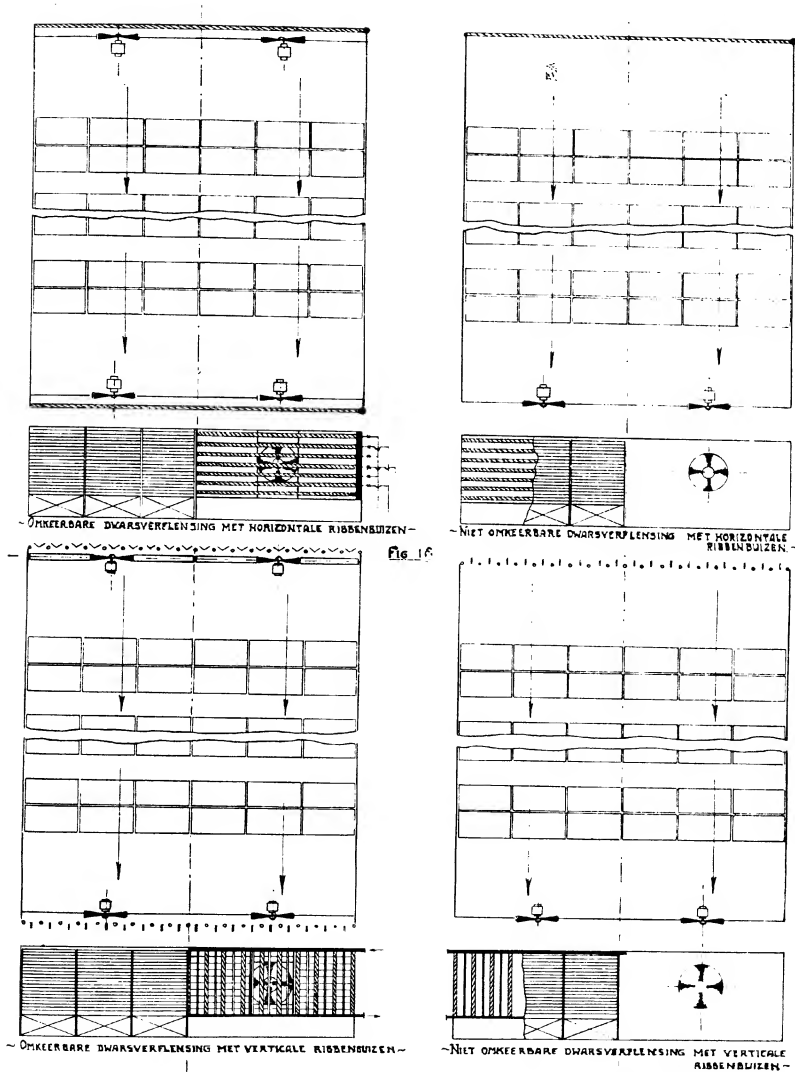 ~OMKEERBARE DWARSVERFLENSING MET HORIZONTALE RIBBENBUIZEN~
~NIET OMKEERBARE DWARSVERFLENSING MET HORIZONTALE
RIBBENBUIZEN.~
FIG 16
~ OMKEERBARE DWARSVERFLENSING MET VERTICALE RIBBENBUIZEN~
~NIET OMKEERBARE DWARSVERFLENSING MET VERTICALE
RIBBENBUIZEN~